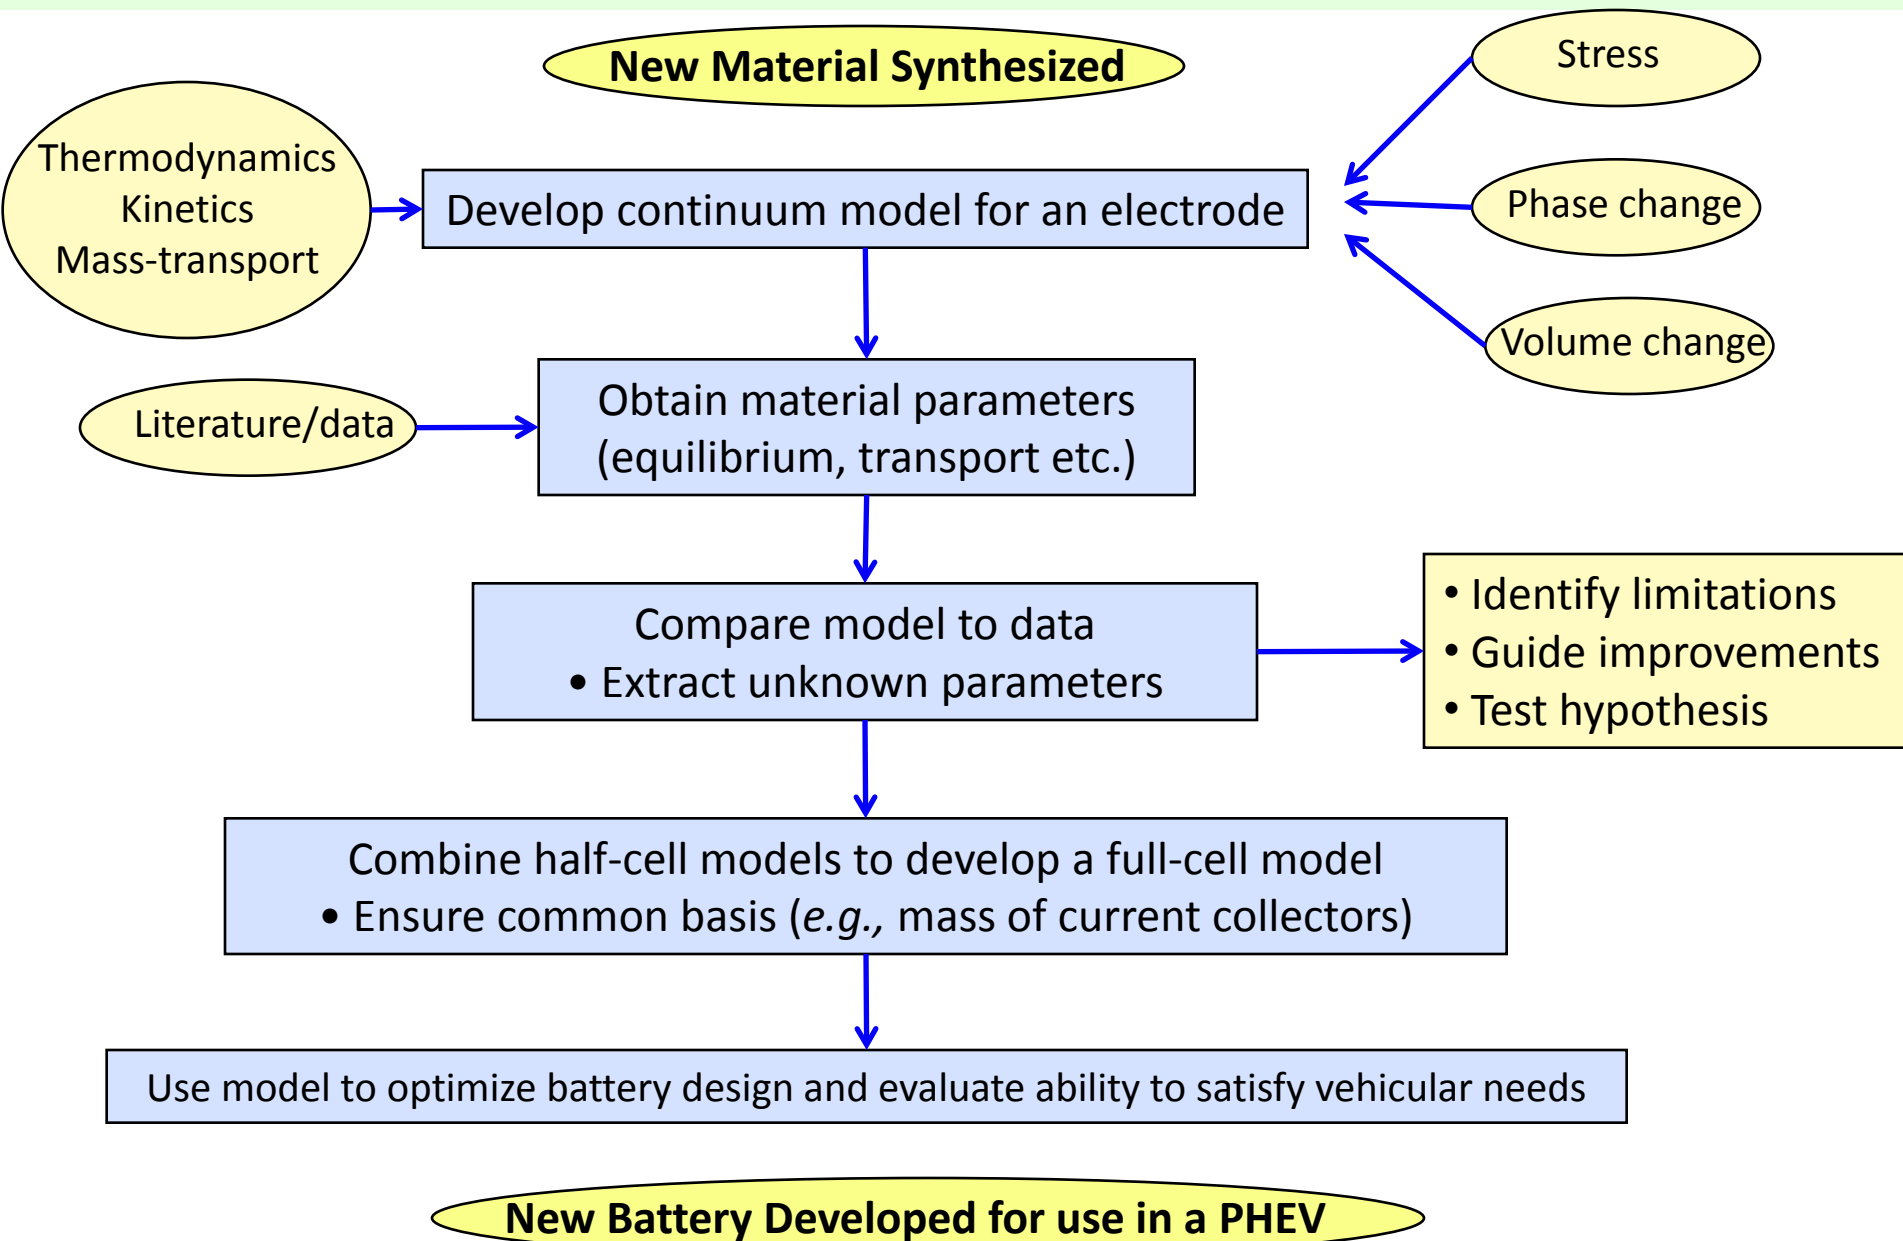 New Material Synthesized
Stress
Thermodynamics
Kinetics
Mass-transport
Develop continuum model for an electrode
Phase change
Volume change
Literature/data
Obtain material parameters
(equilibrium, transport etc.)
Compare model to data
• Extract unknown parameters
• Identify limitations
• Guide improvements
• Test hypothesis
Combine half-cell models to develop a full-cell model
• Ensure common basis (e.g., mass of current collectors)
Use model to optimize battery design and evaluate ability to satisfy vehicular needs
New Battery Developed for use in a PHEV